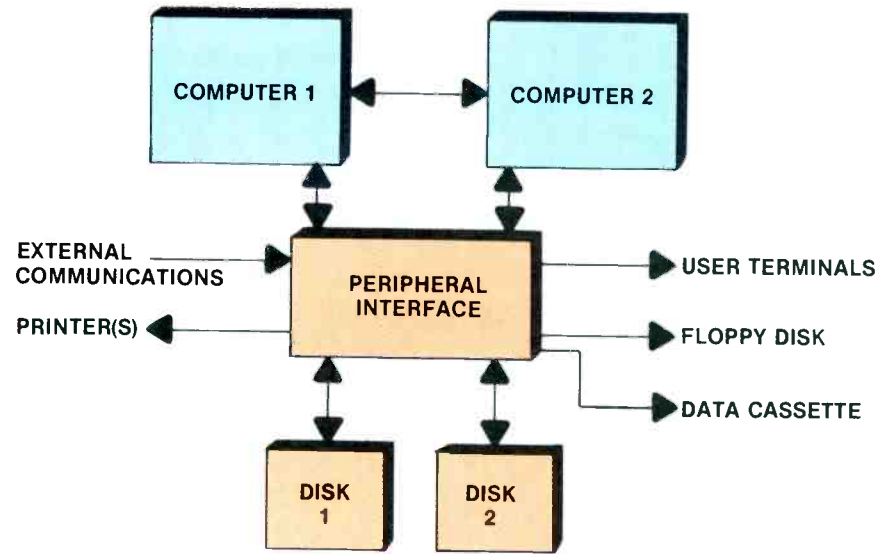 COMPUTER 1
COMPUTER 2
EXTERNAL
COMMUNICATIONS
PERIPHERAL
INTERFACE
USER TERMINALS
PRINTER(S)
FLOPPY DISK
DATA CASSETTE
DISK
1
DISK
2